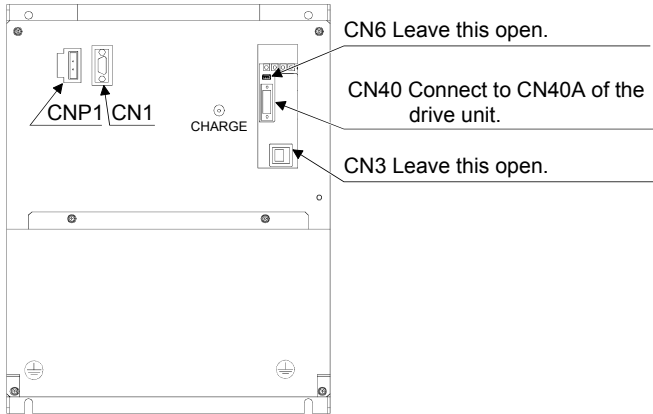 CN6 Leave this open.
CN40 Connect to CN40A of the
drive unit.
CNP1 CN1
CHARGE
CN3 Leave this open.